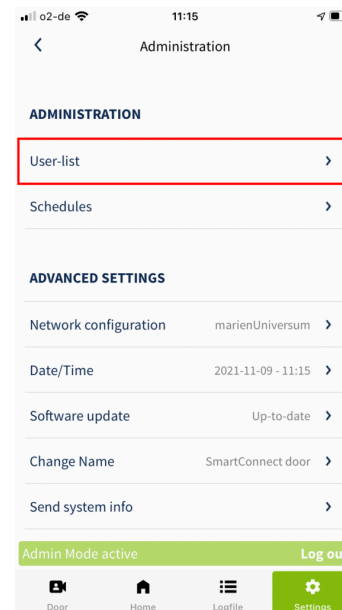 o2-de 11:15
Administration
ADMINISTRATION
User-list
Schedules
ADVANCED SETTINGS
Network configuration marienUniversum
Date/Time 2021-11-09 - 11:15
Software update Up-to-date
Change Name SmartConnect door
Send system info
Admin Mode active Log ou
Door Home Logfile Settings